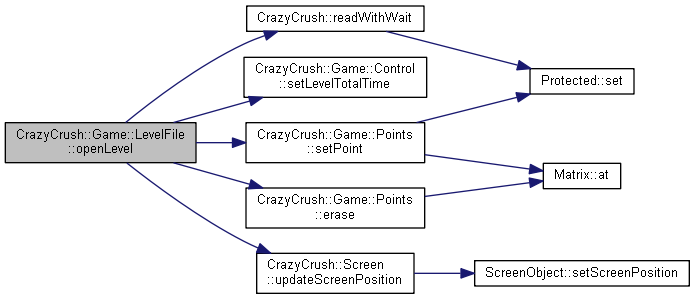 CrazyCrush::readWithWait
CrazyCrush::Game::Control
::setLevelTotalTime
Protected::set
CrazyCrush::Game::LevelFile
::openLevel
CrazyCrush::Game::Points
::setPoint
Matrix::at
CrazyCrush::Game::Points
::erase
CrazyCrush::Screen
::updateScreenPosition
ScreenObject::setScreenPosition